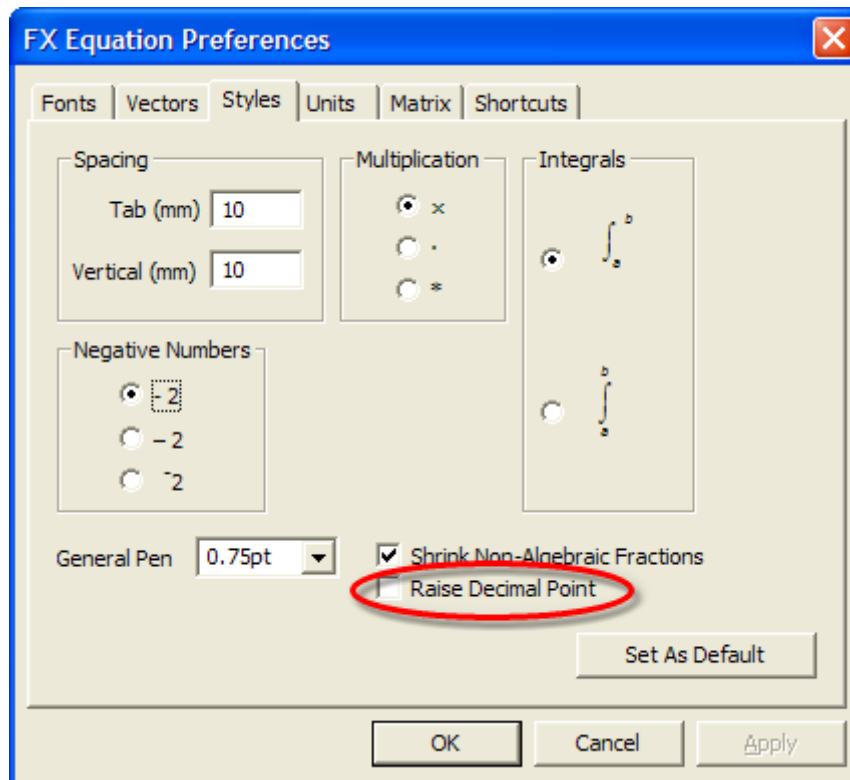 FX Equation Preferences
Fonts Vectors Styles Units Matrix Shortcuts
Spacing
Tab (mm) 10
Vertical (mm) 10
Multiplication
×
·
*
Integrals
∫ b a
∫ b a
Negative Numbers
- 2
– 2
⁻2
General Pen 0.75pt
Shrink Non-Algebraic Fractions
Raise Decimal Point
Set As Default
OK Cancel Apply